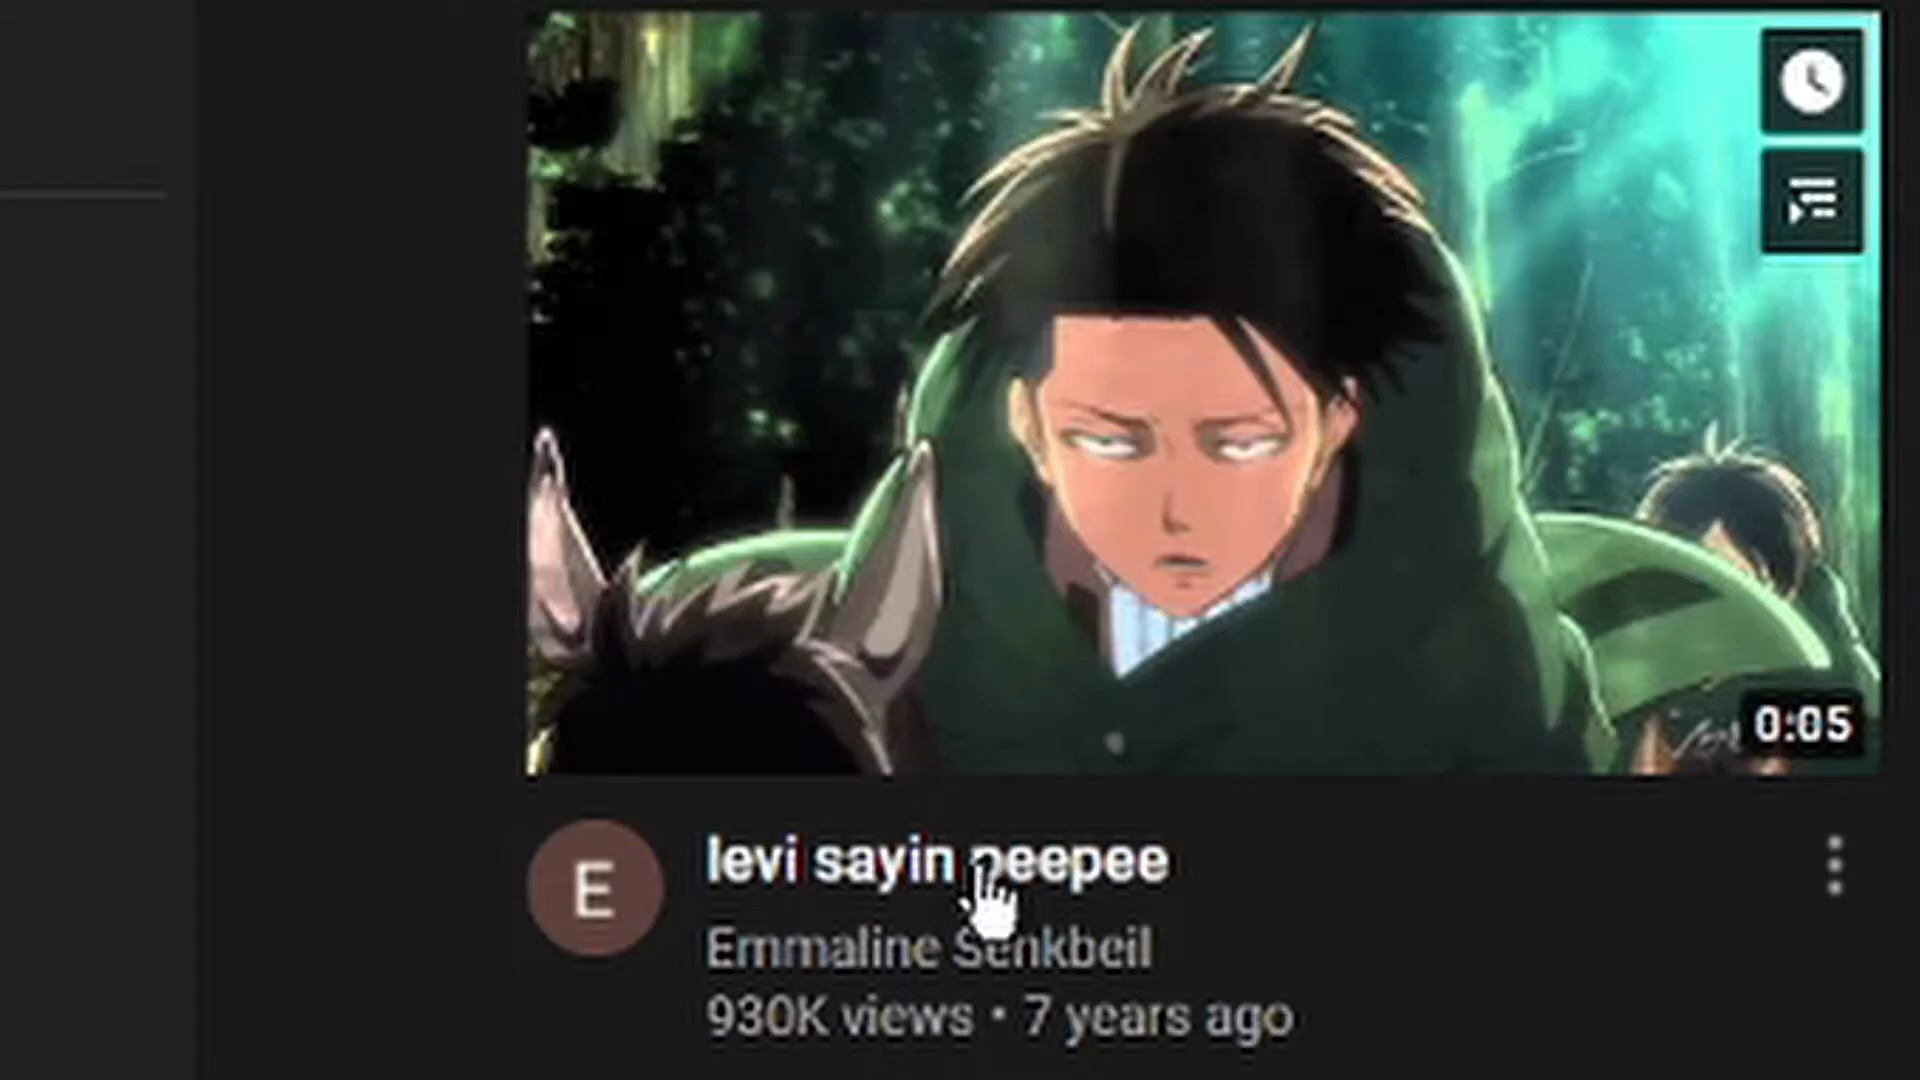 0:05
E
levi sayin peepee
Emmaline Senkbeil
930K views • 7 years ago